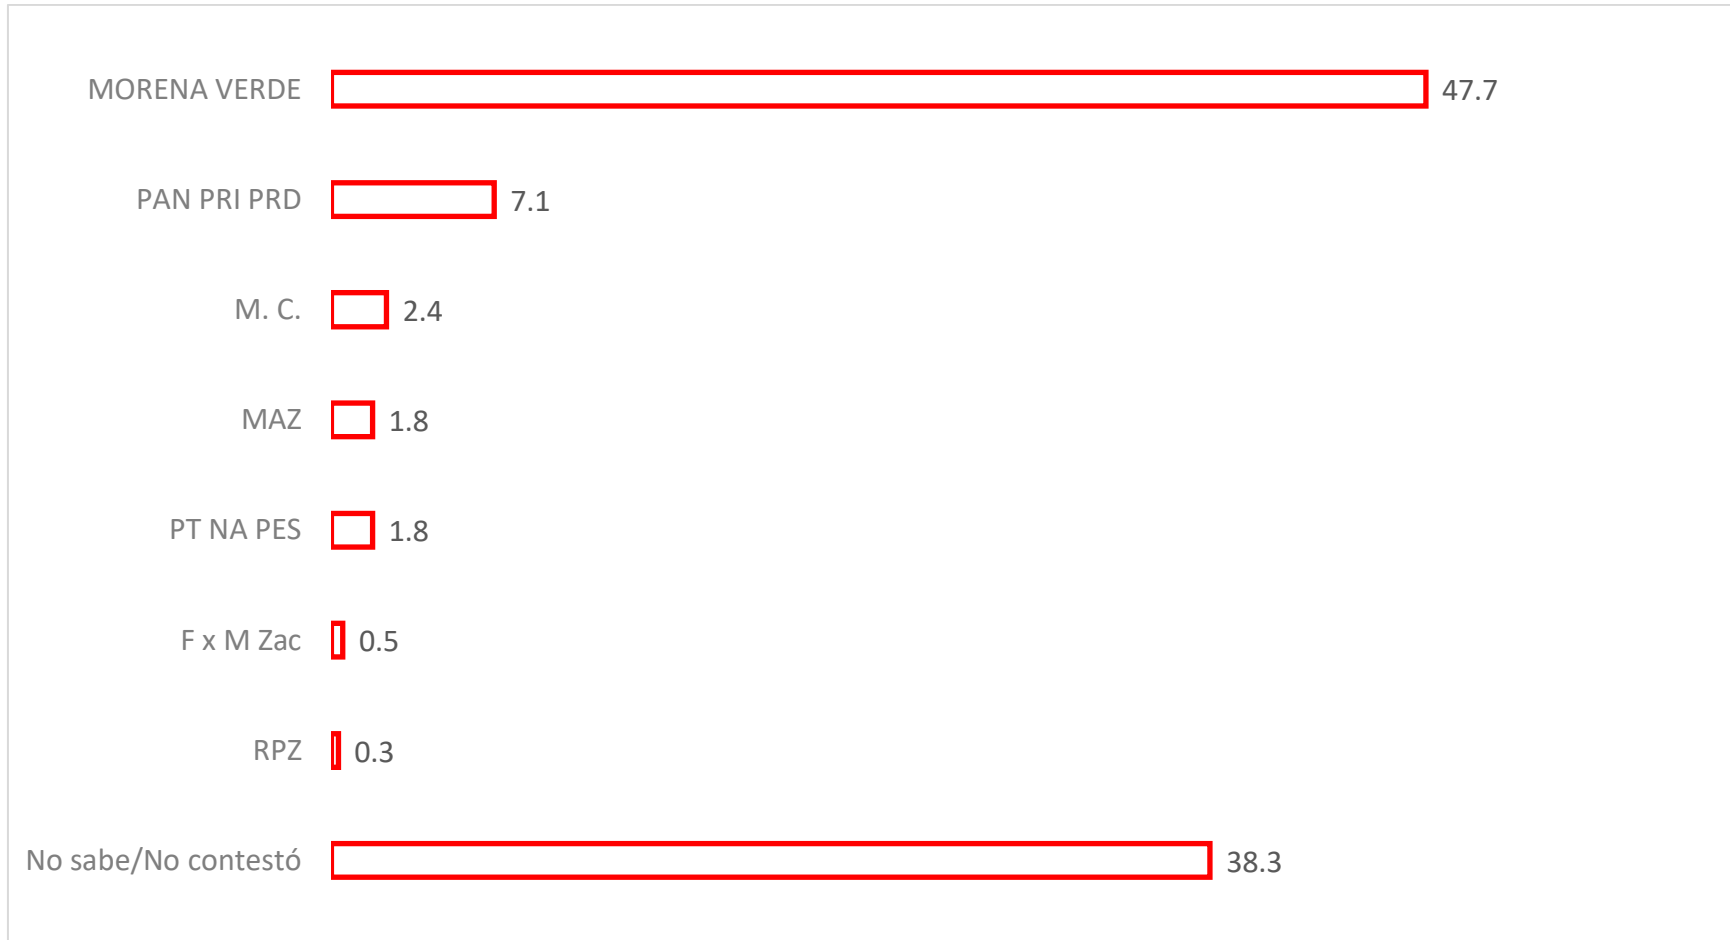 MORENA VERDE 47.7
PAN PRI PRD 7.1
M. C. 2.4
MAZ 1.8
PT NA PES 1.8
F x M Zac 0.5
RPZ 0.3
No sabe/No contestó 38.3